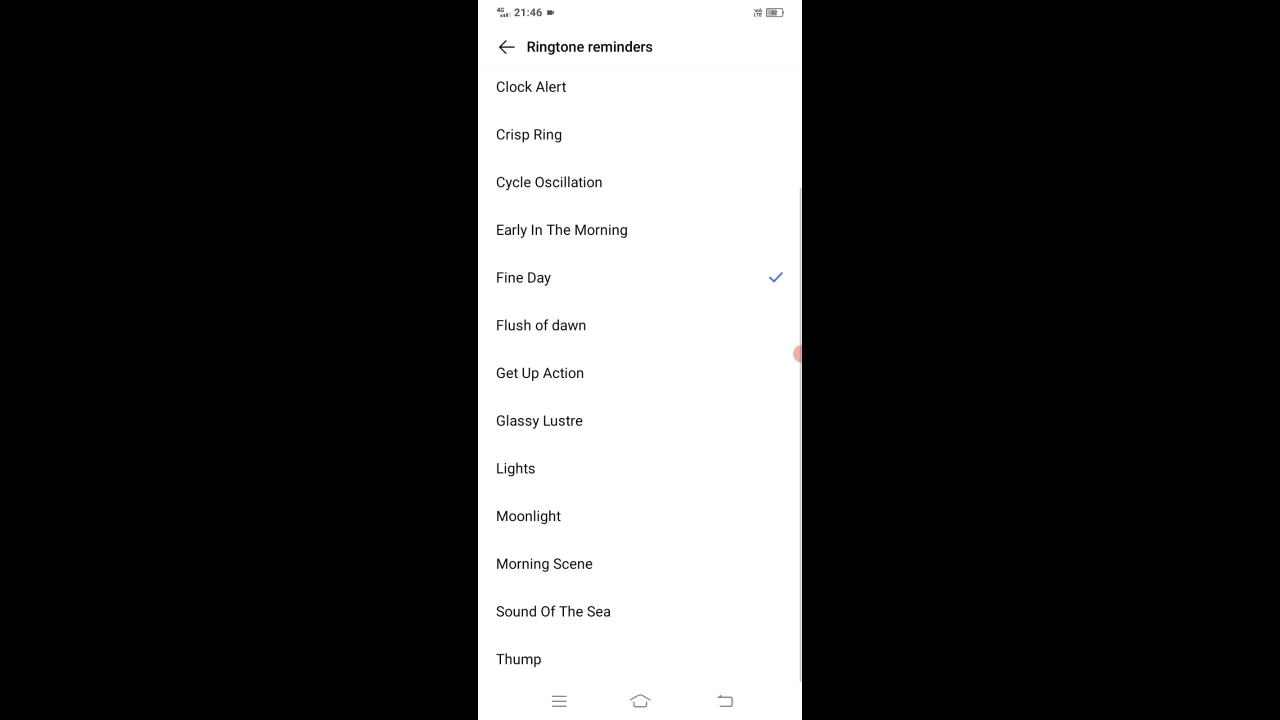 4G 21:46
Ringtone reminders
Clock Alert
Crisp Ring
Cycle Oscillation
Early In The Morning
Fine Day
Flush of dawn
Get Up Action
Glassy Lustre
Lights
Moonlight
Morning Scene
Sound Of The Sea
Thump